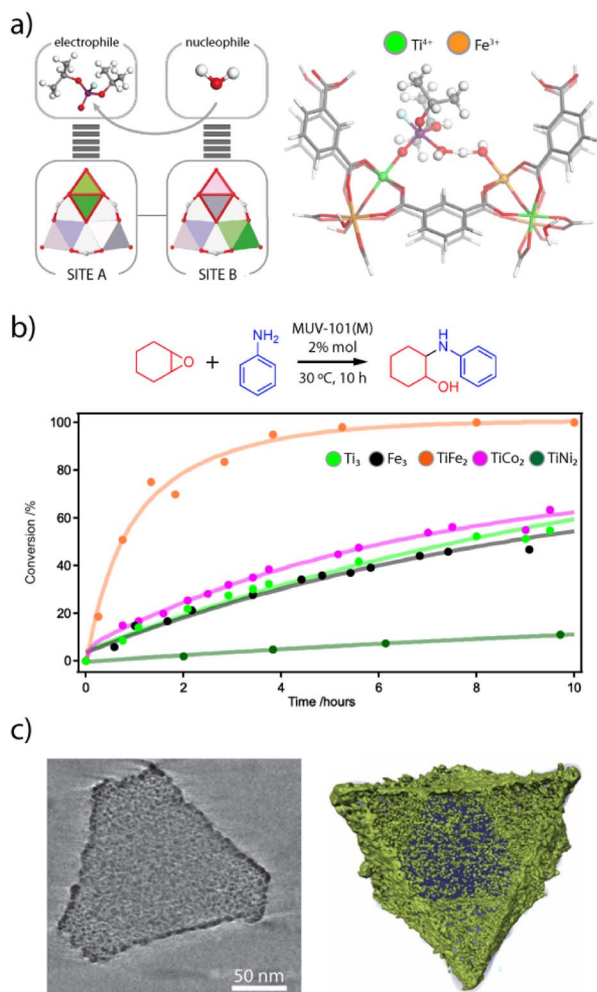 a)
electrophile
nucleophile
Ti⁴⁺
Fe³⁺
SITE A
SITE B
b)
NH₂
O
+
MUV-101(M)
2% mol
30 ºC, 10 h
H
N
OH
100
80
60
40
20
0
Conversion /%
Ti₃
Fe₃
TiFe₂
TiCo₂
TiNi₂
0
2
4
6
8
10
Time /hours
c)
50 nm